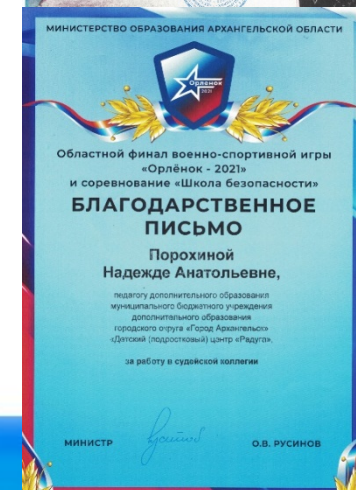 МИНИСТЕРСТВО ОБРАЗОВАНИЯ АРХАНГЕЛЬСКОЙ ОБЛАСТИ
Орлёнок
2021
Областной финал военно-спортивной игры
«Орлёнок - 2021»
и соревнование «Школа безопасности»
БЛАГОДАРСТВЕННОЕ
ПИСЬМО
Порохиной
Надежде Анатольевне,
педагогу дополнительного образования
муниципального бюджетного учреждения
дополнительного образования
городского округа «Город Архангельск»
«Детский (подростковый) центр «Радуга»,
за работу в судейской коллегии
МИНИСТР
О.В. РУСИНОВ